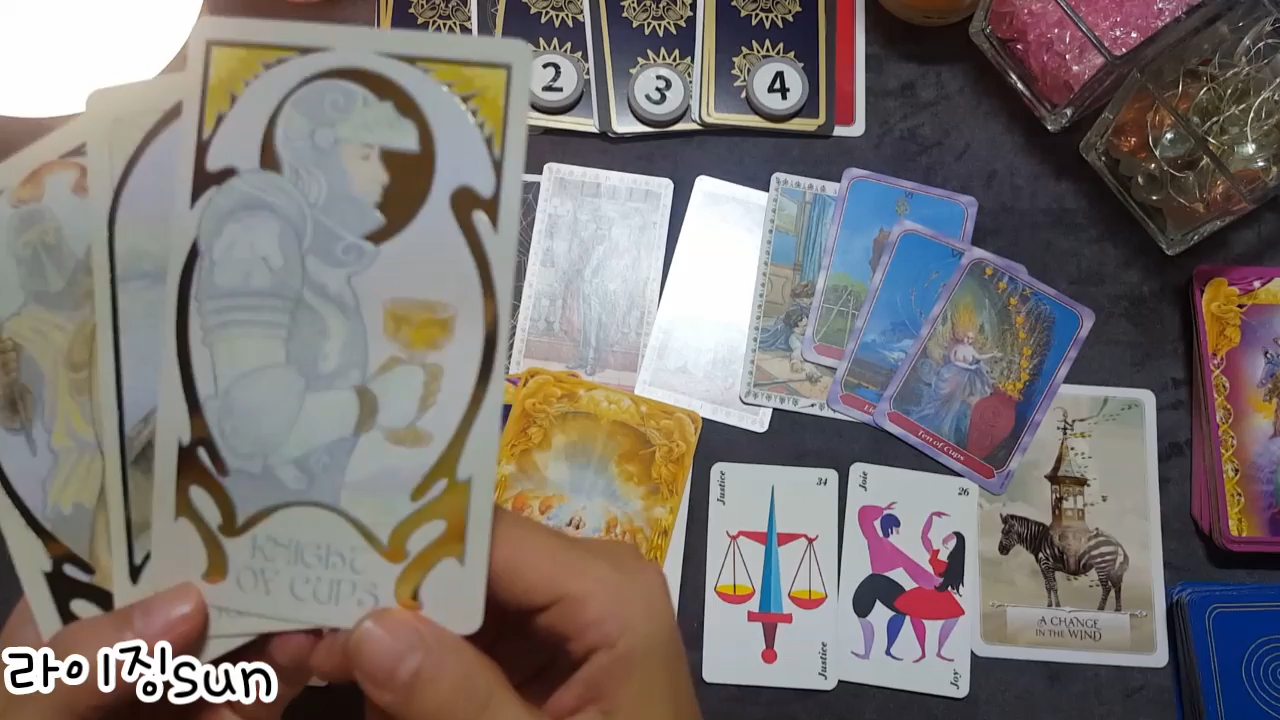 2
3
4
KNIGHT
OF CUPS
Ten of Cups
Justice
34
Justice
Joie
26
Joy
A CHANGE
IN THE WIND
라이징sun